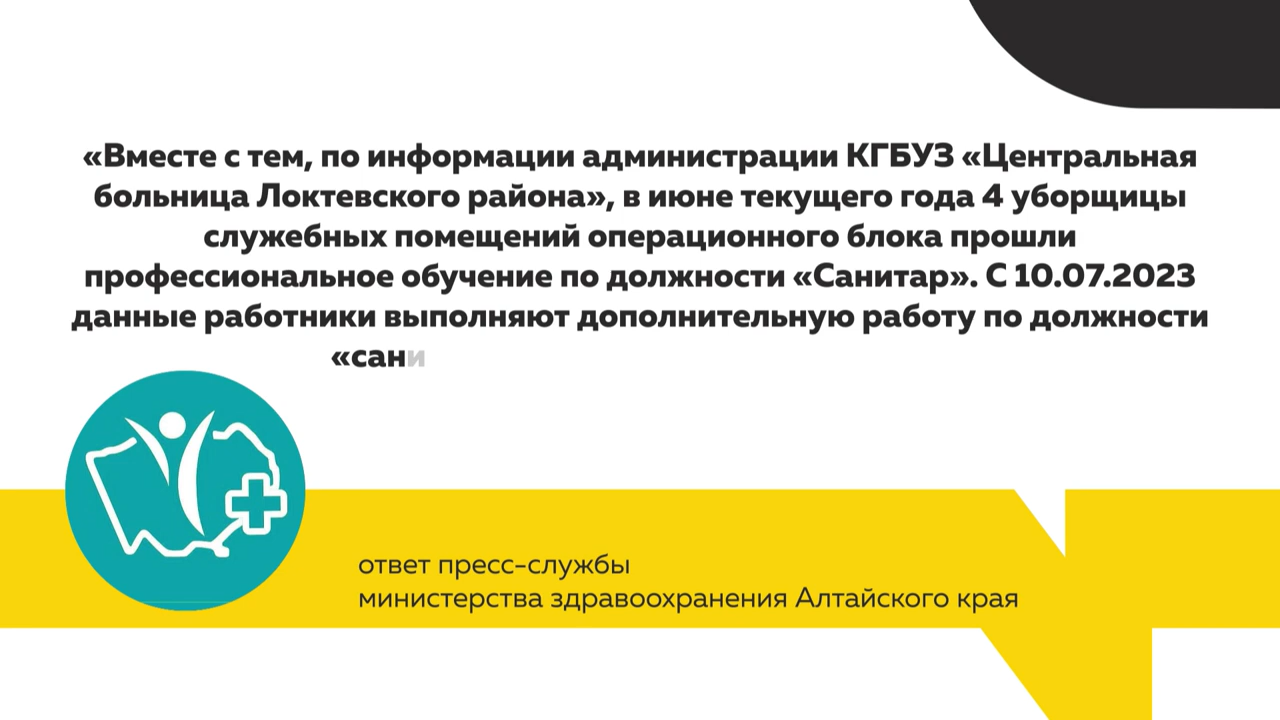 «Вместе с тем, по информации администрации КГБУЗ «Центральная
больница Локтевского района», в июне текущего года 4 уборщицы
служебных помещений операционного блока прошли
профессиональное обучение по должности «Санитар». С 10.07.2023
данные работники выполняют дополнительную работу по должности
«сани
ответ пресс-службы
министерства здравоохранения Алтайского края